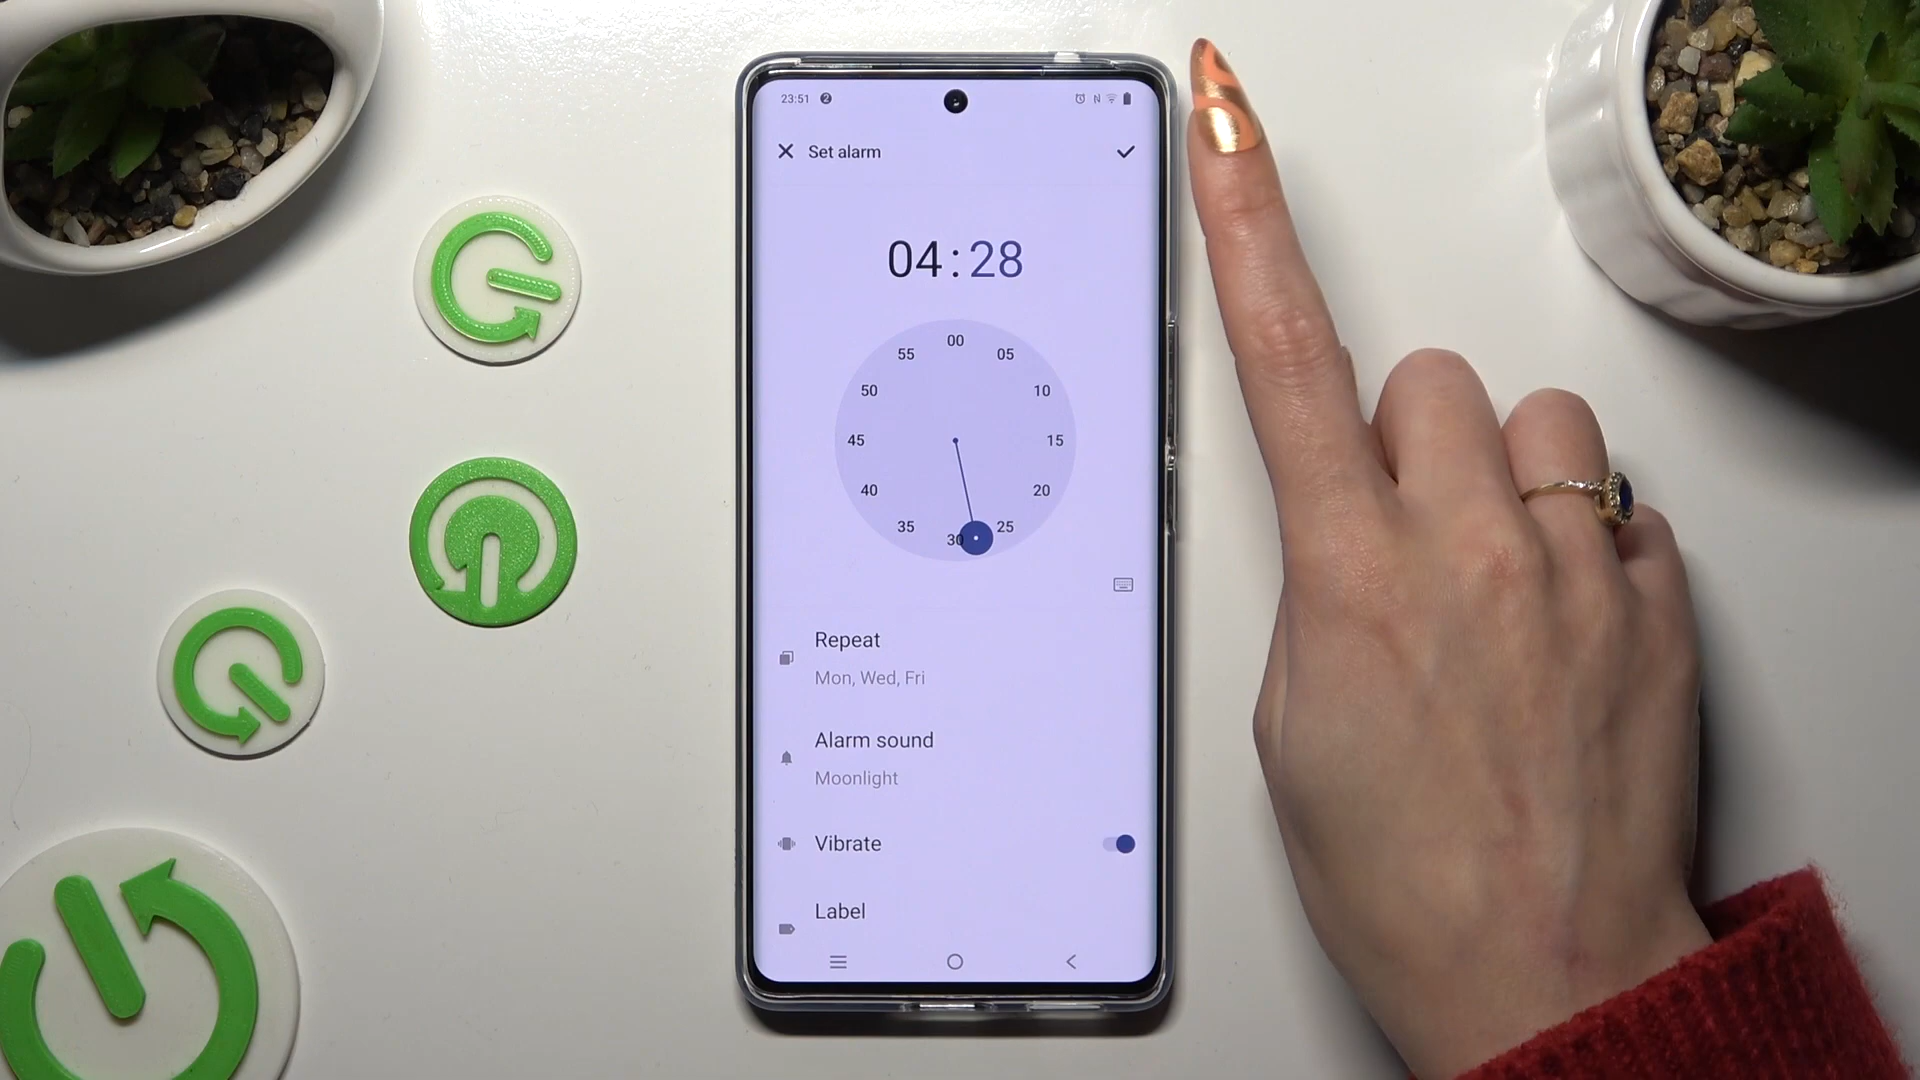 23:51 2
Set alarm
04:28
00
55 05
50 10
45 15
40 20
35 25
30
Repeat
Mon, Wed, Fri
Alarm sound
Moonlight
Vibrate
Label